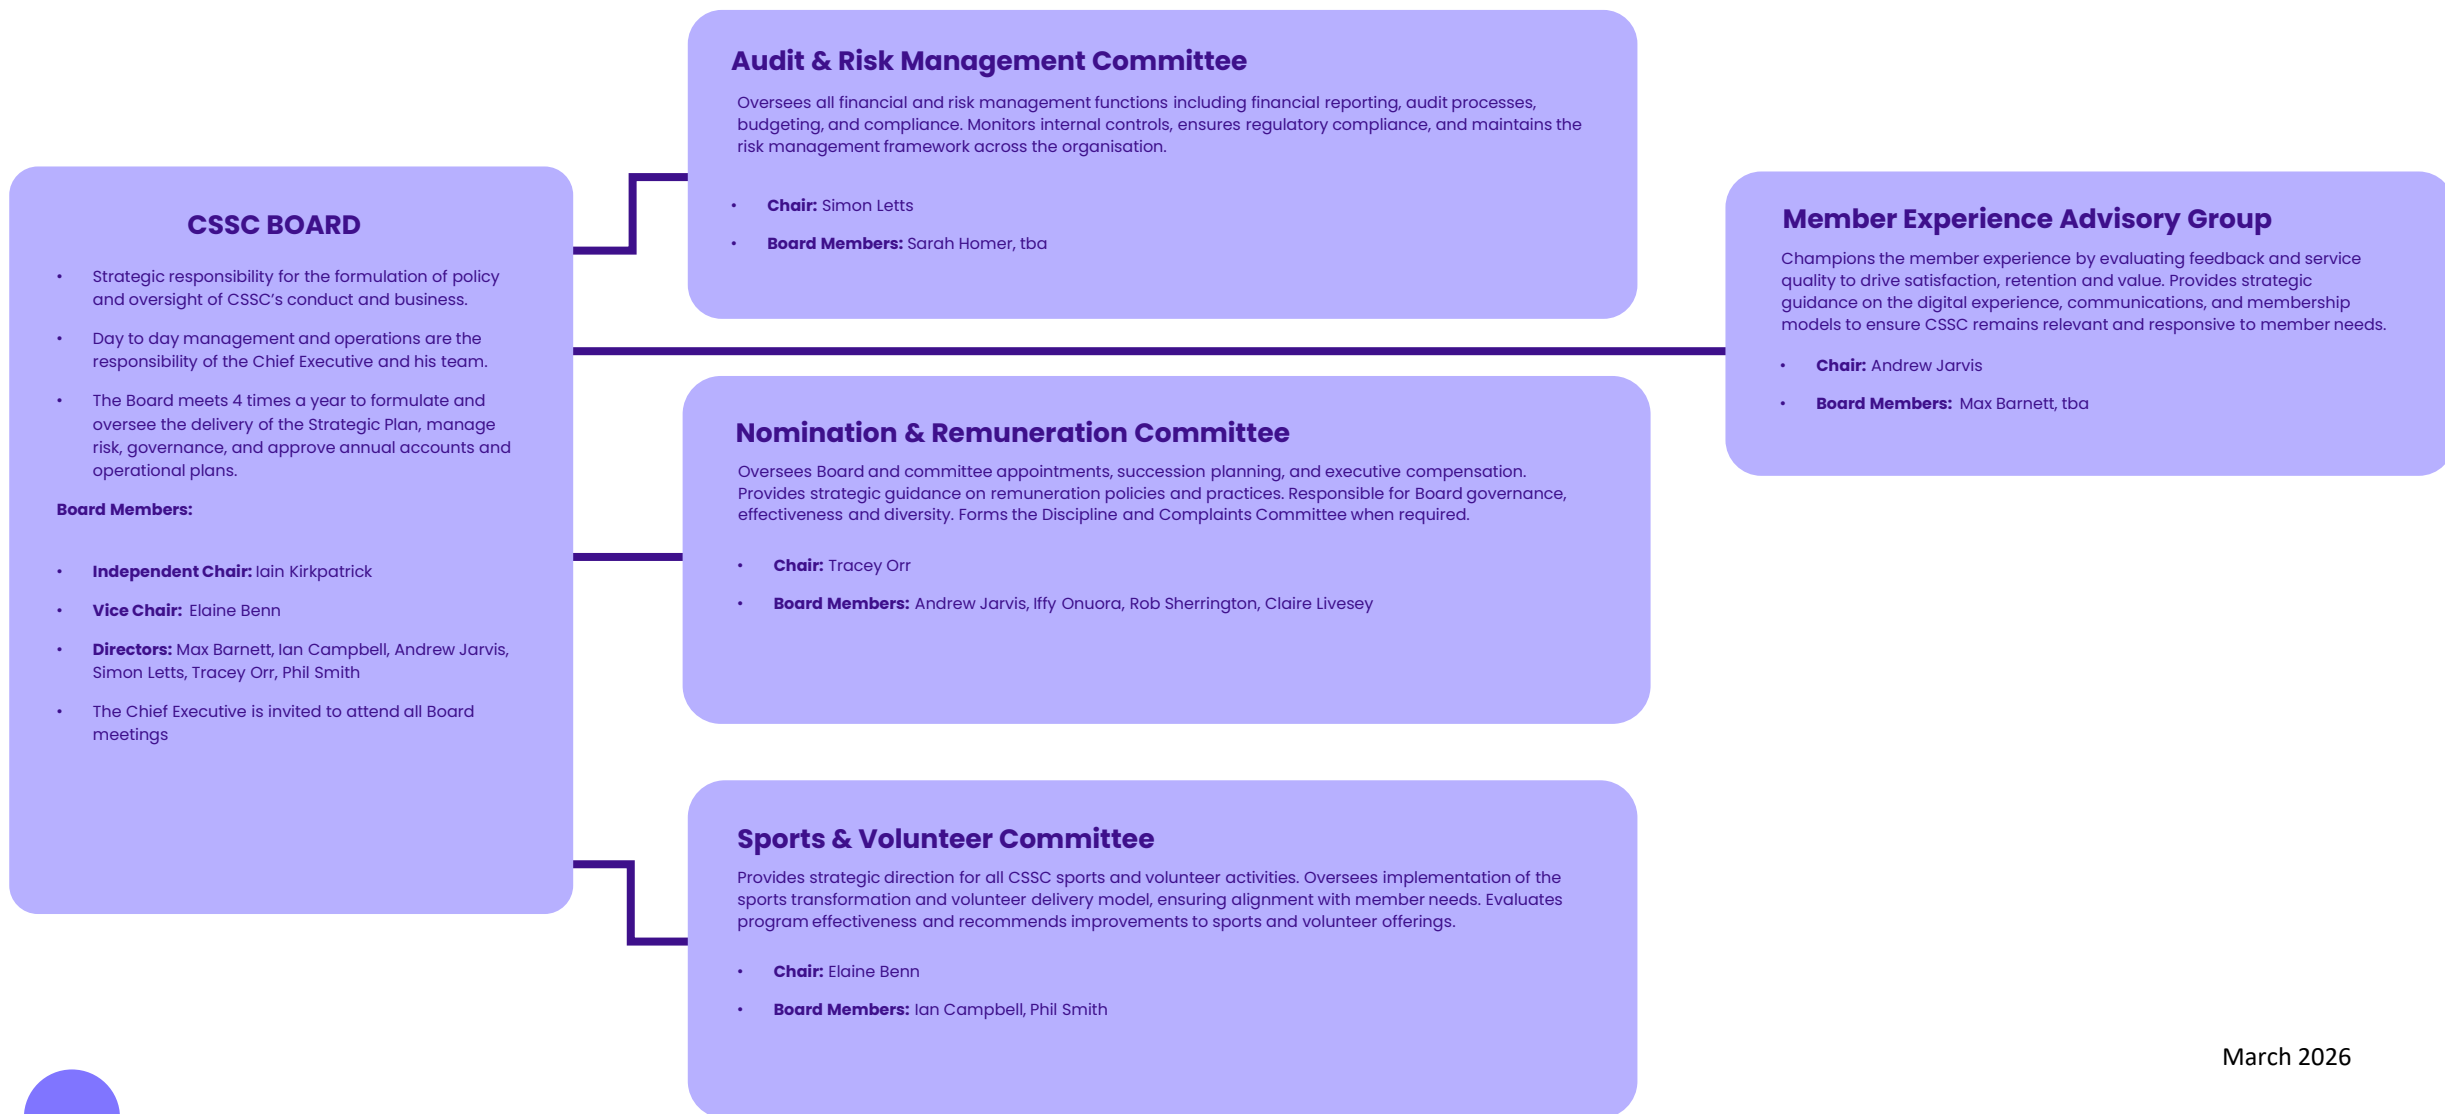 CSSC BOARD
• Strategic responsibility for the formulation of policy
and oversight of CSSC’s conduct and business.
• Day to day management and operations are the
responsibility of the Chief Executive and his team.
• The Board meets 4 times a year to formulate and
oversee the delivery of the Strategic Plan, manage
risk, governance, and approve annual accounts and
operational plans.
Board Members:
• Independent Chair: Iain Kirkpatrick
• Vice Chair: Elaine Benn
• Directors: Max Barnett, Ian Campbell, Andrew Jarvis,
Simon Letts, Tracey Orr, Phil Smith
• The Chief Executive is invited to attend all Board
meetings
Audit & Risk Management Committee
Oversees all financial and risk management functions including financial reporting, audit processes,
budgeting, and compliance. Monitors internal controls, ensures regulatory compliance, and maintains the
risk management framework across the organisation.
• Chair: Simon Letts
• Board Members: Sarah Homer, tba
Member Experience Advisory Group
Champions the member experience by evaluating feedback and service
quality to drive satisfaction, retention and value. Provides strategic
guidance on the digital experience, communications, and membership
models to ensure CSSC remains relevant and responsive to member needs.
• Chair: Andrew Jarvis
• Board Members: Max Barnett, tba
Nomination & Remuneration Committee
Oversees Board and committee appointments, succession planning, and executive compensation.
Provides strategic guidance on remuneration policies and practices. Responsible for Board governance,
effectiveness and diversity. Forms the Discipline and Complaints Committee when required.
• Chair: Tracey Orr
• Board Members: Andrew Jarvis, Iffy Onuora, Rob Sherrington, Claire Livesey
Sports & Volunteer Committee
Provides strategic direction for all CSSC sports and volunteer activities. Oversees implementation of the
sports transformation and volunteer delivery model, ensuring alignment with member needs. Evaluates
program effectiveness and recommends improvements to sports and volunteer offerings.
• Chair: Elaine Benn
• Board Members: Ian Campbell, Phil Smith
March 2026